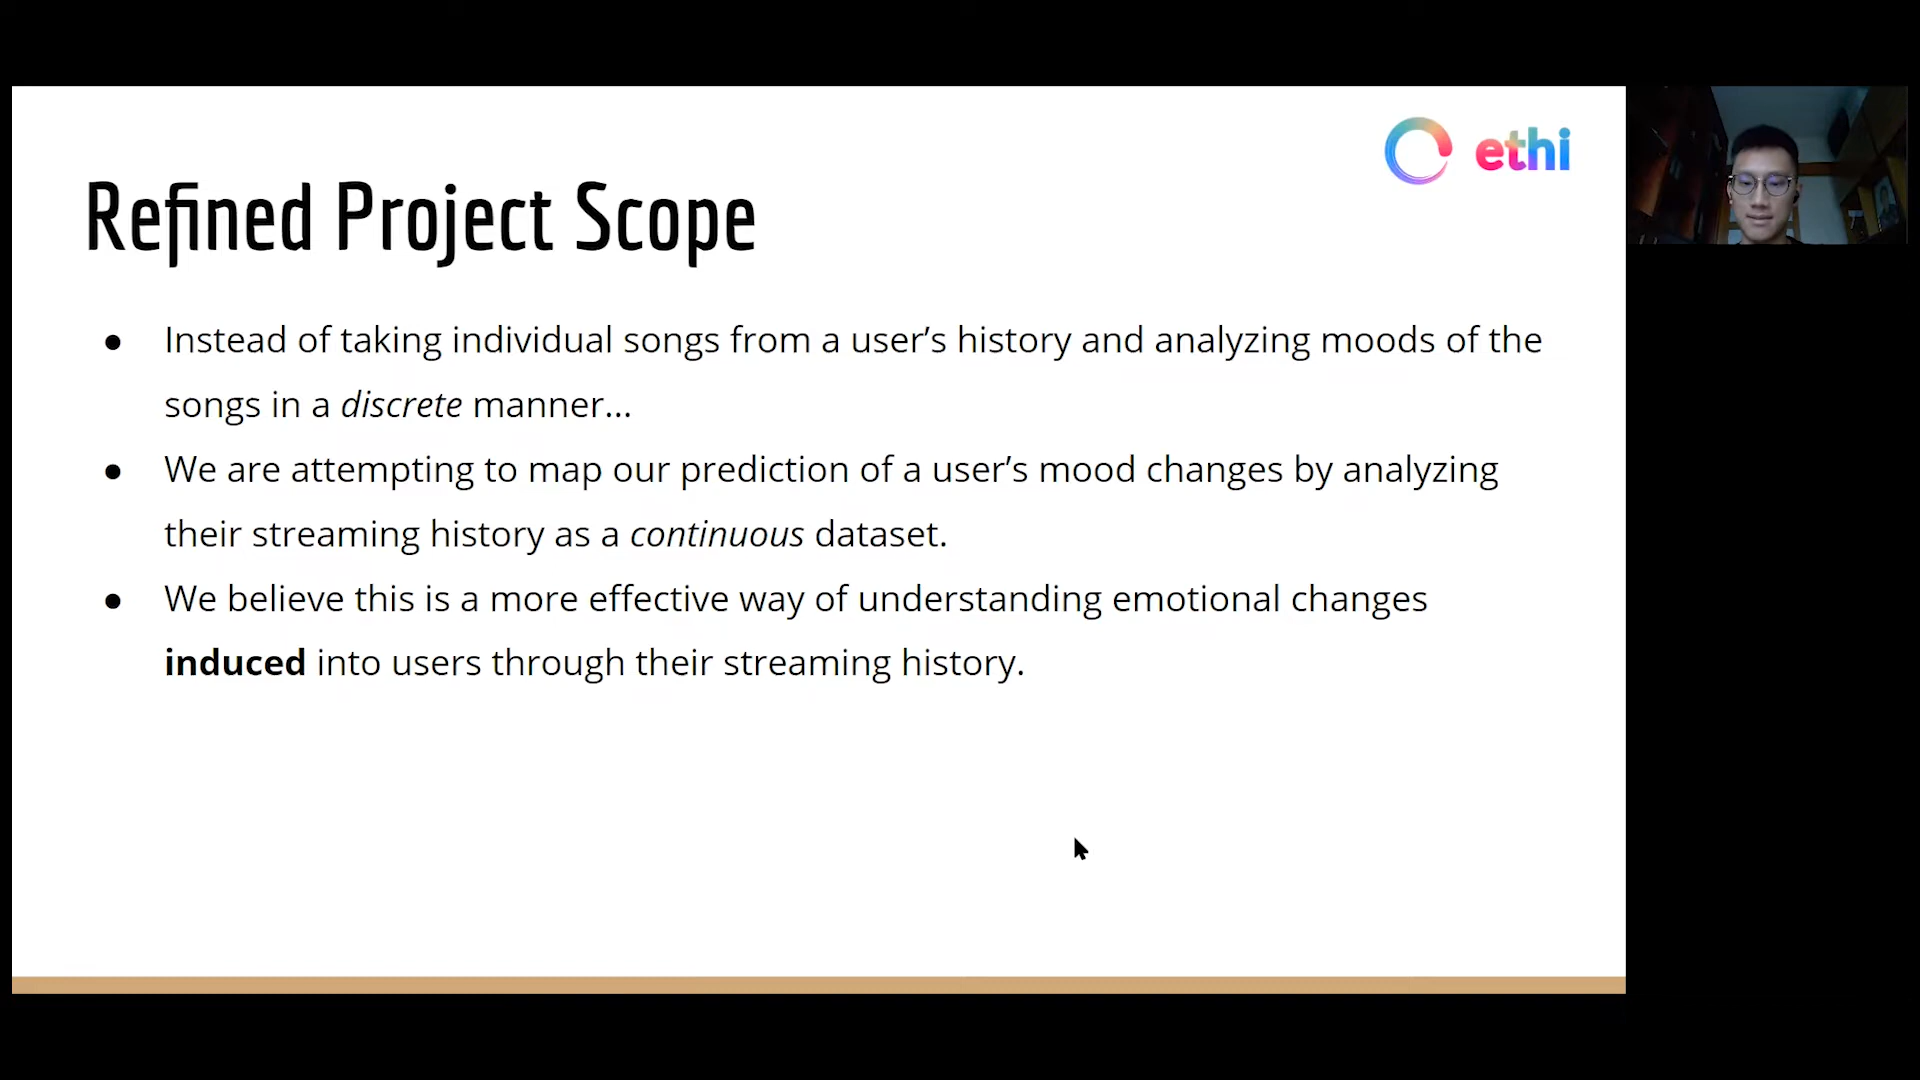 ethi
Refined Project Scope
● Instead of taking individual songs from a user’s history and analyzing moods of the
songs in a discrete manner...
● We are attempting to map our prediction of a user’s mood changes by analyzing
their streaming history as a continuous dataset.
● We believe this is a more effective way of understanding emotional changes
induced into users through their streaming history.